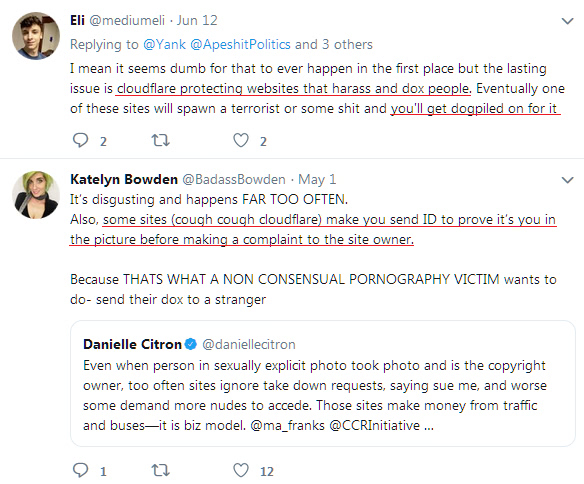 Eli @mediumeli · Jun 12
Replying to @Yank @ApeshitPolitics and 3 others
I mean it seems dumb for that to ever happen in the first place but the lasting
issue is cloudflare protecting websites that harass and dox people. Eventually one
of these sites will spawn a terrorist or some shit and you'll get dogpiled on for it
2 2
Katelyn Bowden @BadassBowden · May 1
It's disgusting and happens FAR TOO OFTEN.
Also, some sites (cough cough cloudflare) make you send ID to prove it's you in
the picture before making a complaint to the site owner.
Because THATS WHAT A NON CONSENSUAL PORNOGRAPHY VICTIM wants to
do- send their dox to a stranger
Danielle Citron @daniellecitron
Even when person in sexually explicit photo took photo and is the copyright
owner, too often sites ignore take down requests, saying sue me, and worse
some demand more nudes to accede. Those sites make money from traffic
and buses—it is biz model. @ma_franks @CCRInitiative ...
1 12